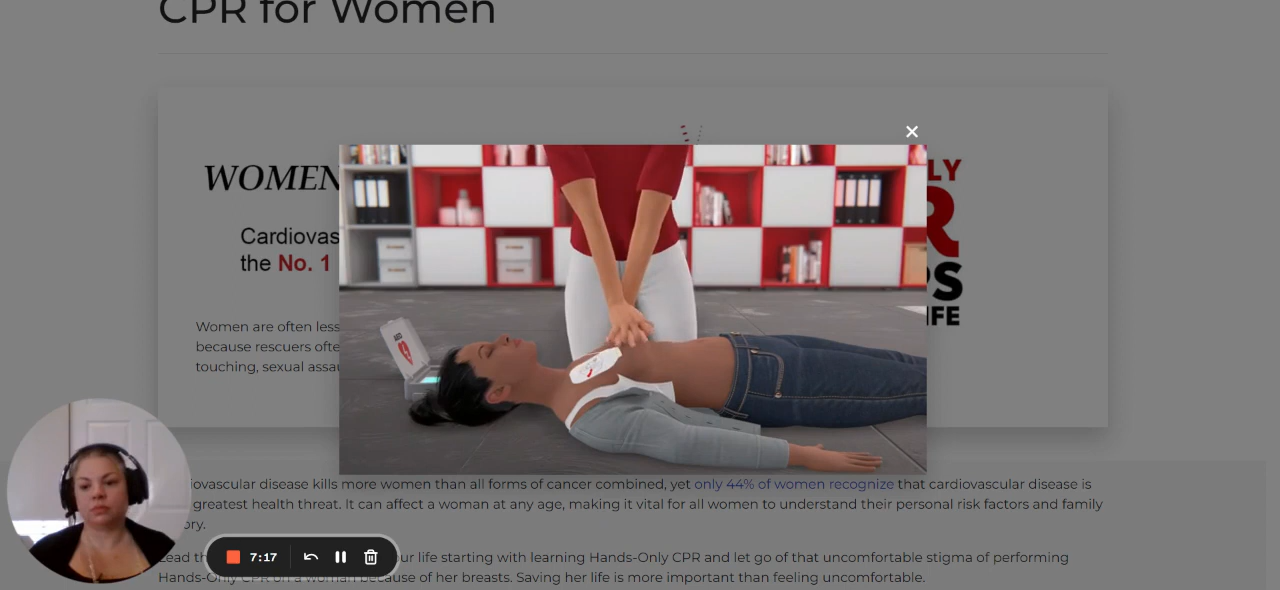 CPR for Women
WOMEN
LY
R
Cardiovas
the No. 1
PS
IFE
Women are often less
because rescuers ofte
touching, sexual assau
AED
iovascular disease kills more women than all forms of cancer combined, yet only 44% of women recognize that cardiovascular disease is
greatest health threat. It can affect a woman at any age, making it vital for all women to understand their personal risk factors and family
ory.
7:17
Lead th ur life starting with learning Hands-Only CPR and let go of that uncomfortable stigma of performing
Hands-Only CPR on a woman because of her breasts. Saving her life is more important than feeling uncomfortable.